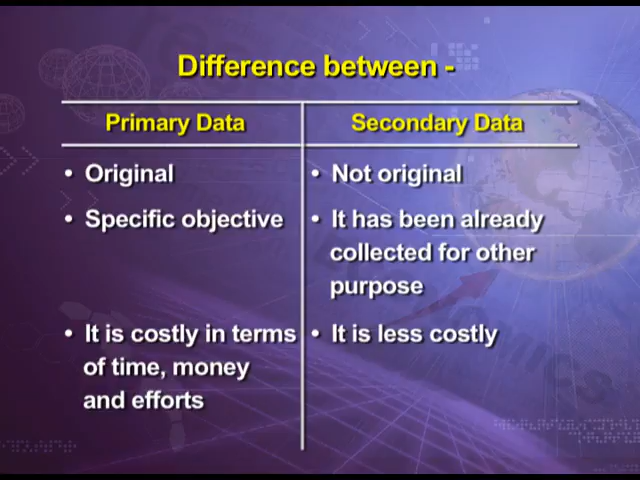 Difference between -
Primary Data
Secondary Data
• Original
• Not original
• Specific objective
• It has been already
collected for other
purpose
• It is costly in terms
of time, money
and efforts
• It is less costly